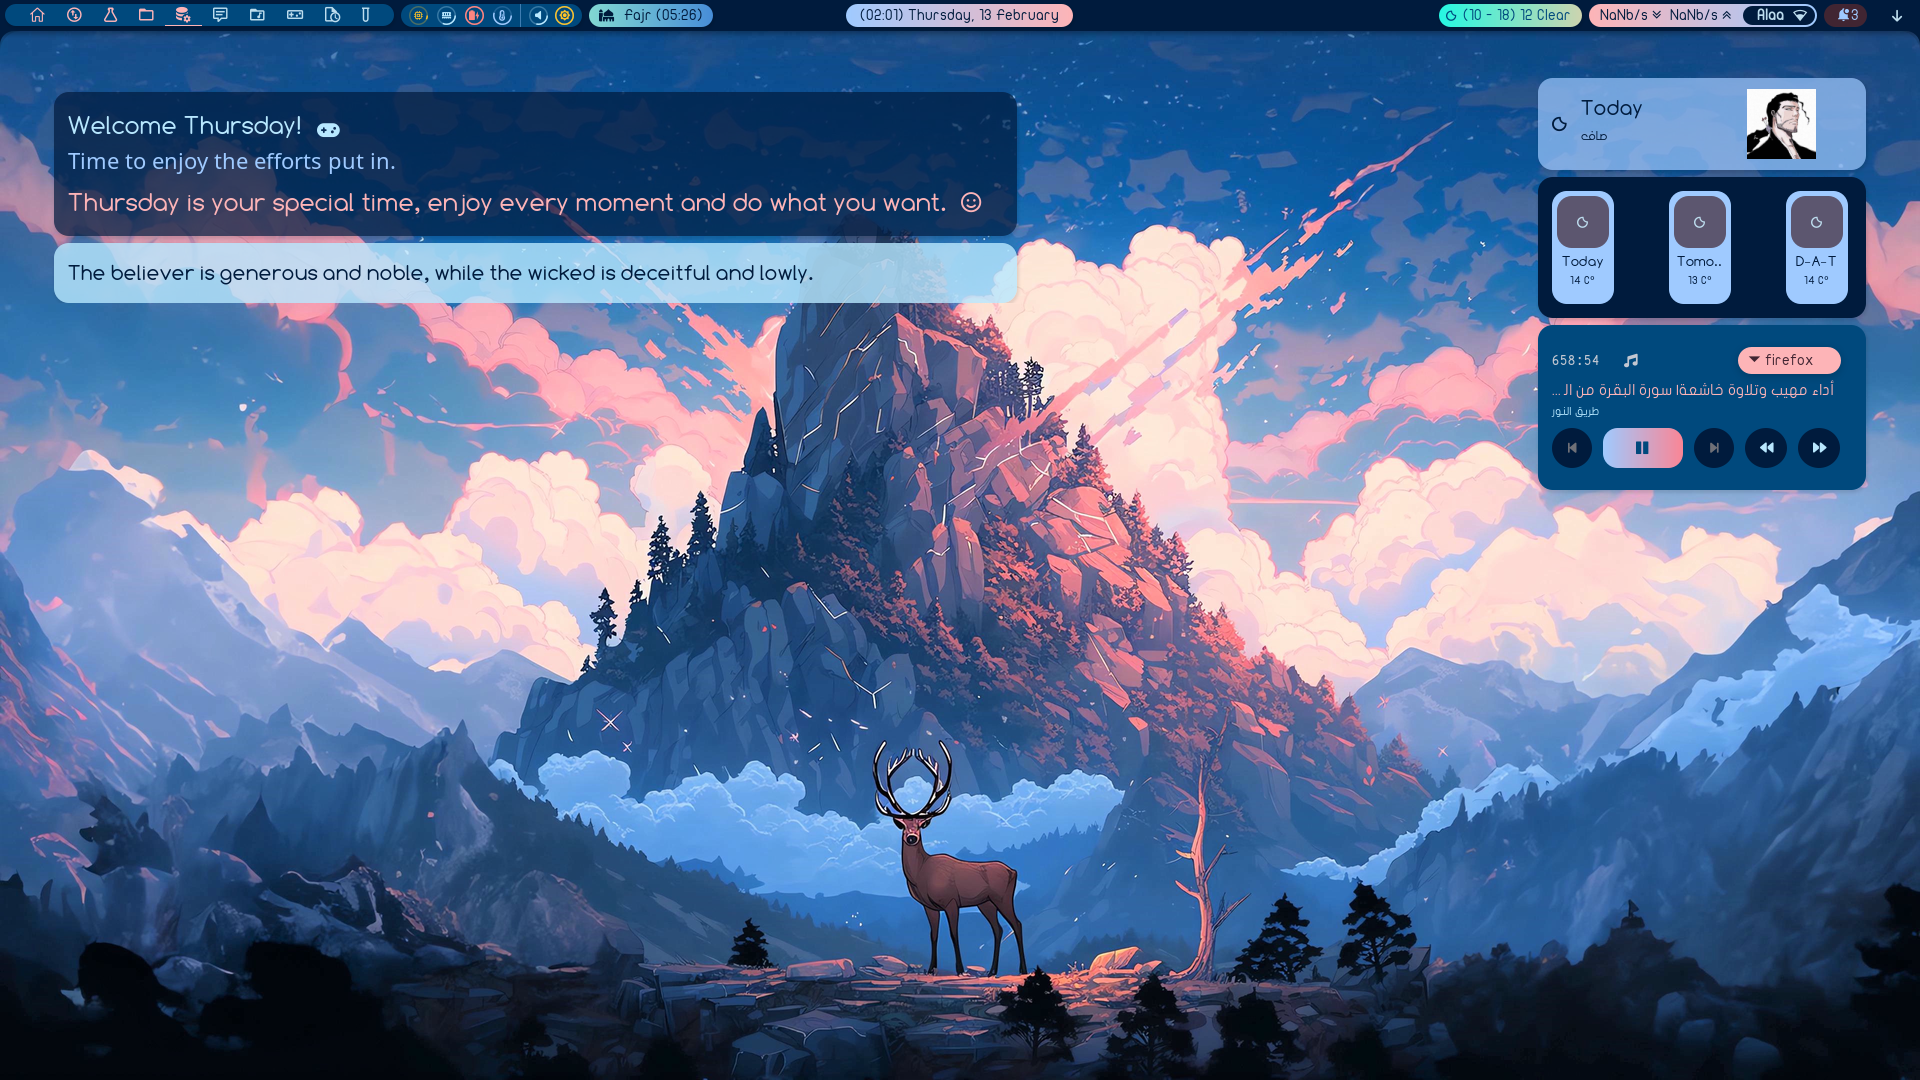 Fajr (05:26)
(02:01) Thursday, 13 February
(10 - 18) 12 Clear
NaNb/s NaNb/s
Alaa
3
Welcome Thursday!
Time to enjoy the efforts put in.
Thursday is your special time, enjoy every moment and do what you want.
The believer is generous and noble, while the wicked is deceitful and lowly.
Today
صافه
Today
14 C°
Tomo..
13 C°
D-A-T
14 C°
658:54
firefox
أداء مهيب وتلاوة خاشعة| سورة البقرة من الـ ...
طريق النور